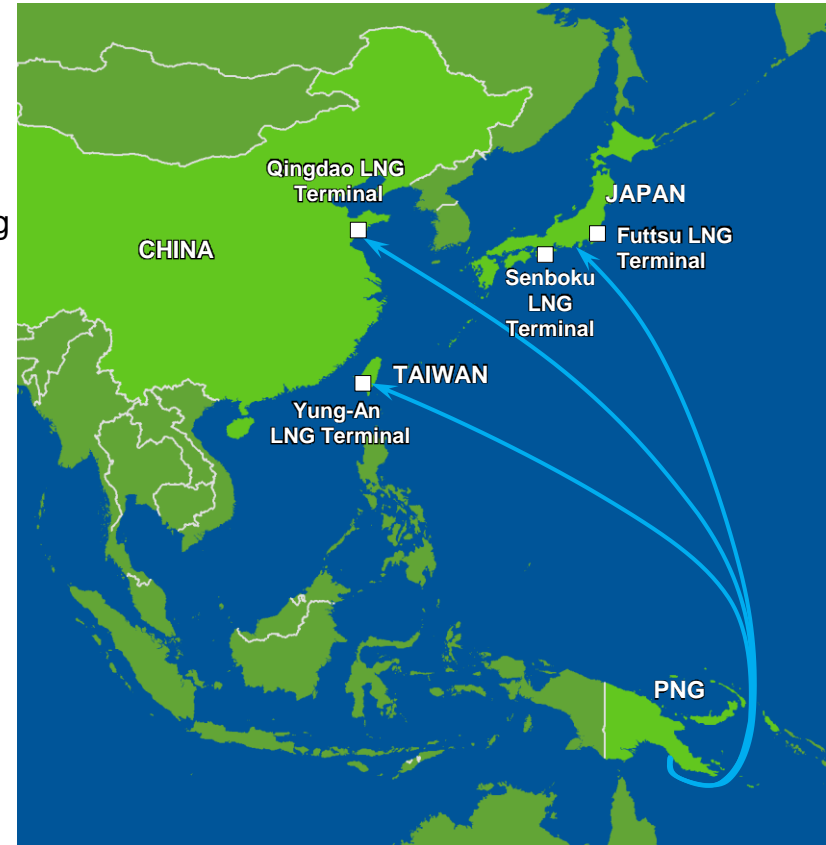 Qingdao LNG
Terminal
JAPAN
g
CHINA
Futtsu LNG
Terminal
Senboku
LNG
Terminal
TAIWAN
Yung-An
LNG Terminal
PNG